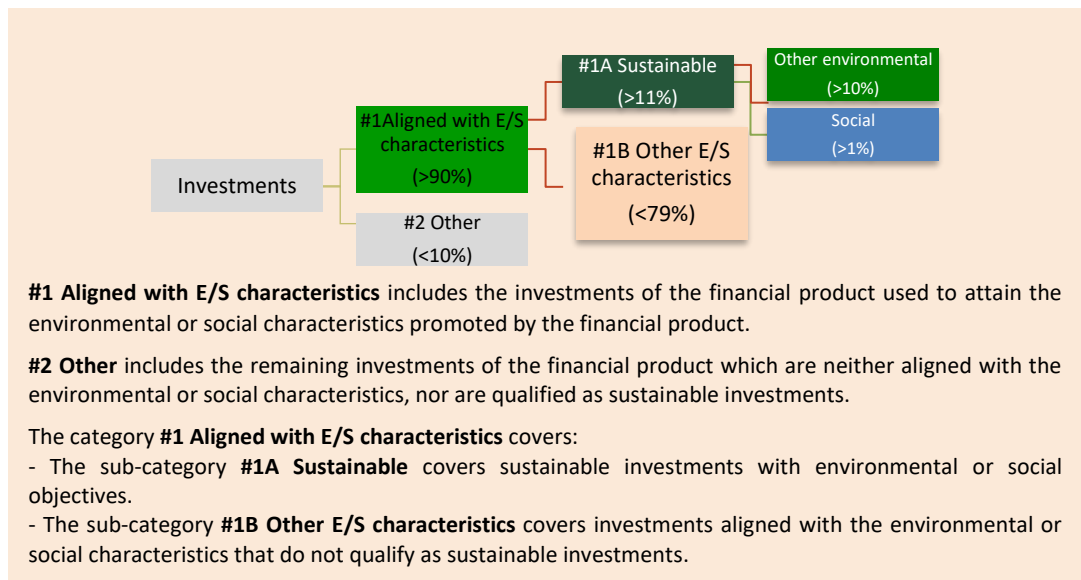 Investments
#1Aligned with E/S
characteristics
(>90%)
#2 Other
(<10%)
#1A Sustainable
(>11%)
#1B Other E/S
characteristics
(<79%)
Other environmental
(>10%)
Social
(>1%)
#1 Aligned with E/S characteristics includes the investments of the financial product used to attain the
environmental or social characteristics promoted by the financial product.
#2 Other includes the remaining investments of the financial product which are neither aligned with the
environmental or social characteristics, nor are qualified as sustainable investments.
The category #1 Aligned with E/S characteristics covers:
- The sub-category #1A Sustainable covers sustainable investments with environmental or social
objectives.
- The sub-category #1B Other E/S characteristics covers investments aligned with the environmental or
social characteristics that do not qualify as sustainable investments.